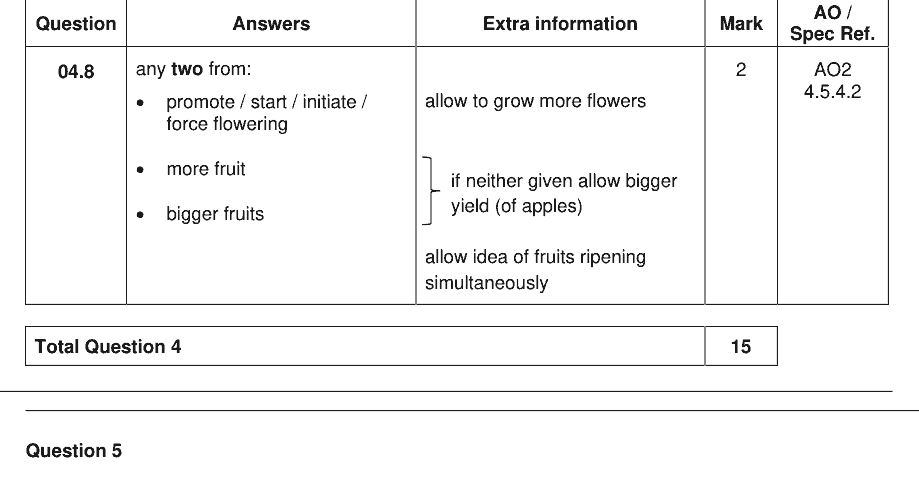 Question Answers Extra information Mark AO /
Spec Ref.
04.8 any two from: 2 AO2
4.5.4.2
• promote / start / initiate / allow to grow more flowers
force flowering
• more fruit
if neither given allow bigger
yield (of apples)
• bigger fruits
allow idea of fruits ripening
simultaneously
Total Question 4 15
Question 5